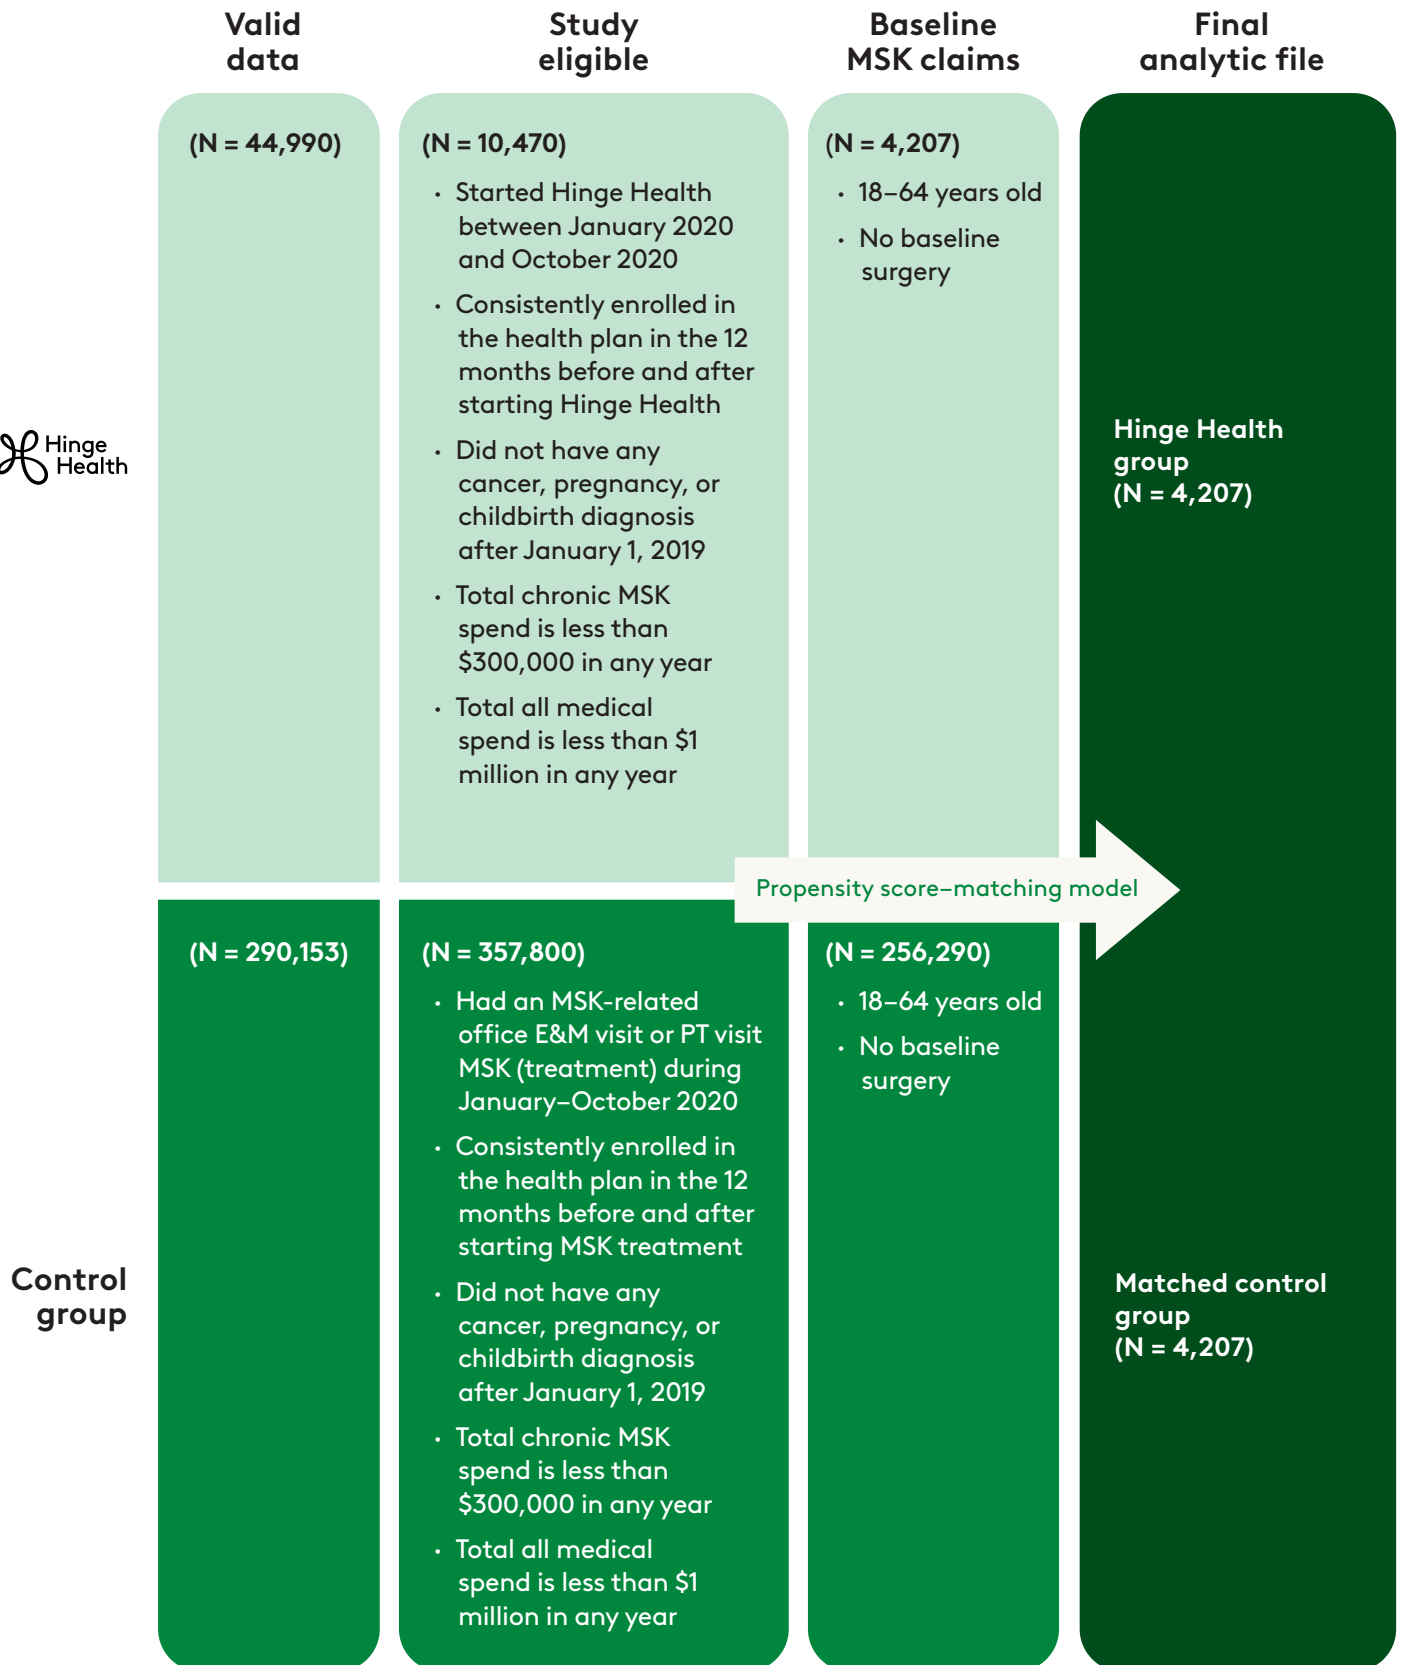 Valid
data
Study
eligible
Baseline
MSK claims
Final
analytic file
Hinge
Health
(N = 44,990)
(N = 10,470)
· Started Hinge Health
between January 2020
and October 2020
· Consistently enrolled in
the health plan in the 12
months before and after
starting Hinge Health
· Did not have any
cancer, pregnancy, or
childbirth diagnosis
after January 1, 2019
· Total chronic MSK
spend is less than
$300,000 in any year
· Total all medical
spend is less than $1
million in any year
(N = 4,207)
· 18–64 years old
· No baseline
surgery
Hinge Health
group
(N = 4,207)
Propensity score–matching model
Control
group
(N = 290,153)
(N = 357,800)
· Had an MSK-related
office E&M visit or PT visit
MSK (treatment) during
January–October 2020
· Consistently enrolled in
the health plan in the 12
months before and after
starting MSK treatment
· Did not have any
cancer, pregnancy, or
childbirth diagnosis
after January 1, 2019
· Total chronic MSK
spend is less than
$300,000 in any year
· Total all medical
spend is less than $1
million in any year
(N = 256,290)
· 18–64 years old
· No baseline
surgery
Matched control
group
(N = 4,207)